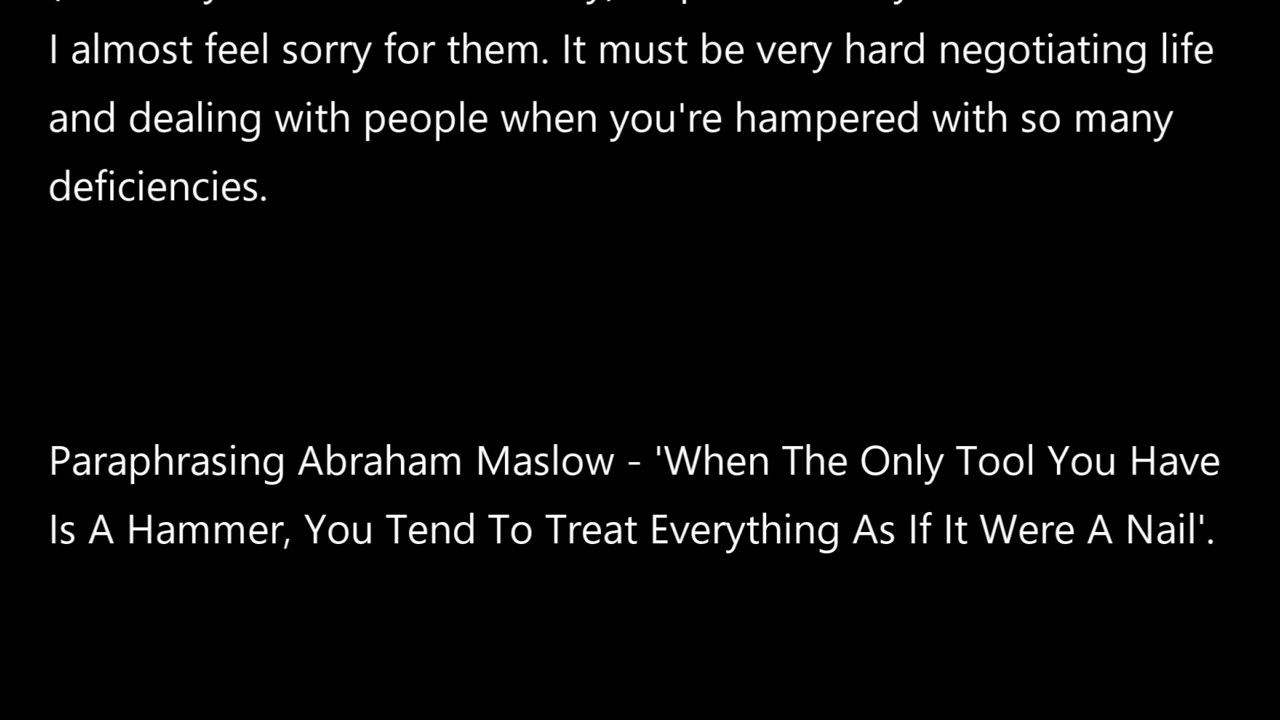 I almost feel sorry for them. It must be very hard negotiating life
and dealing with people when you're hampered with so many
deficiencies.
Paraphrasing Abraham Maslow - 'When The Only Tool You Have
Is A Hammer, You Tend To Treat Everything As If It Were A Nail'.